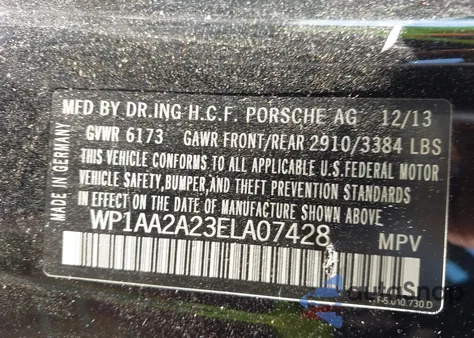 MFD BY DR.ING H.C.F. PORSCHE AG 12/13
GVWR 6173 GAWR FRONT/REAR 2910/3384 LBS
THIS VEHICLE CONFORMS TO ALL APPLICABLE U.S.FEDERAL MOTOR
VEHICLE SAFETY,BUMPER,AND THEFT PREVENTION STANDARDS
IN EFFECT ON THE DATE OF MANUFACTURE SHOWN ABOVE
MADE IN GERMANY
WP1AA2A23ELA07428 MPV
AutoSnap